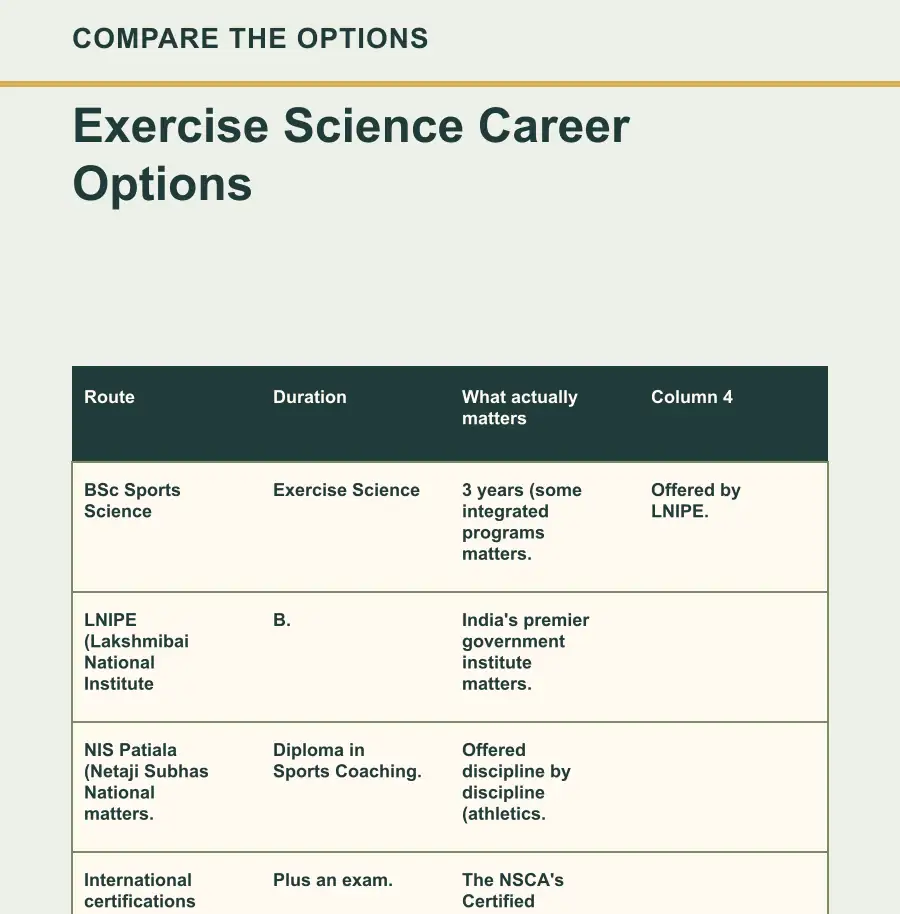 COMPARE THE OPTIONS
Exercise Science Career
Options
Route
Duration
What actually
matters
Column 4
BSc Sports
Science
Exercise Science
3 years (some
integrated
programs
matters.
Offered by
LNIPE.
LNIPE
(Lakshmibai
National
Institute
B.
India's premier
government
institute
matters.
NIS Patiala
(Netaji Subhas
National
matters.
Diploma in
Sports Coaching.
Offered
discipline by
discipline
(athletics.
International
certifications
Plus an exam.
The NSCA's
Certified